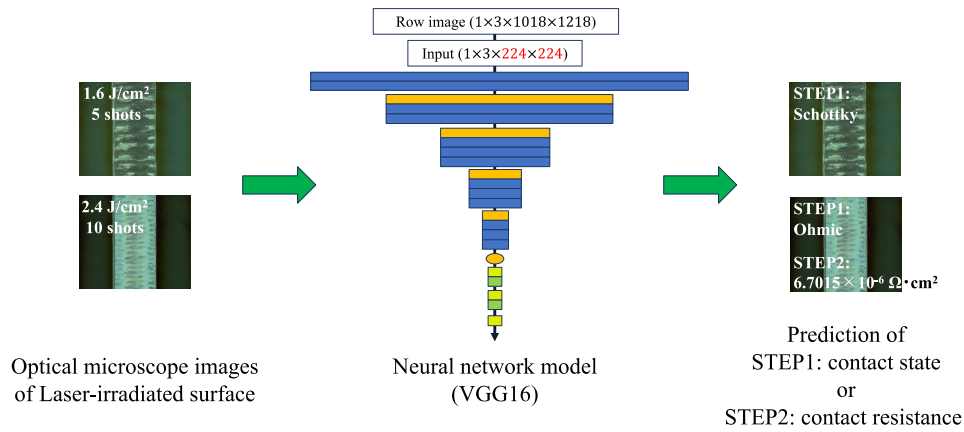 Row image (1×3×1018×1218)
Input (1×3×224×224)
1.6 J/cm²
5 shots
2.4 J/cm²
10 shots
STEP1:
Schottky
STEP1:
Ohmic
STEP2:
6.7015×10⁻⁶ Ω·cm²
Optical microscope images
of Laser-irradiated surface
Neural network model
(VGG16)
Prediction of
STEP1: contact state
or
STEP2: contact resistance